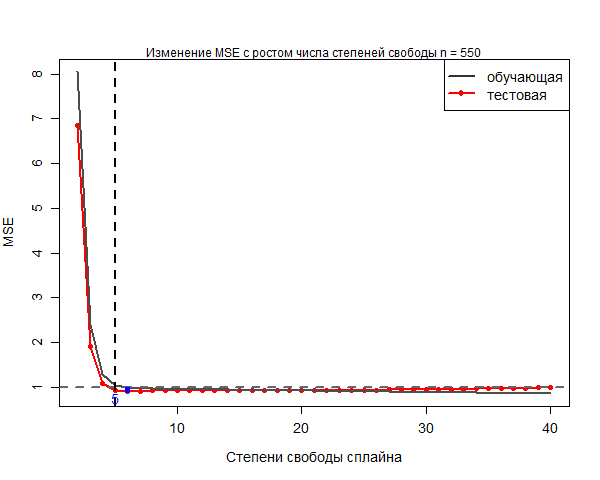 Изменение MSE с ростом числа степеней свободы n = 550
обучающая
тестовая
8
7
6
5
4
3
2
1
MSE
5
10
20
30
40
Степени свободы сплайна